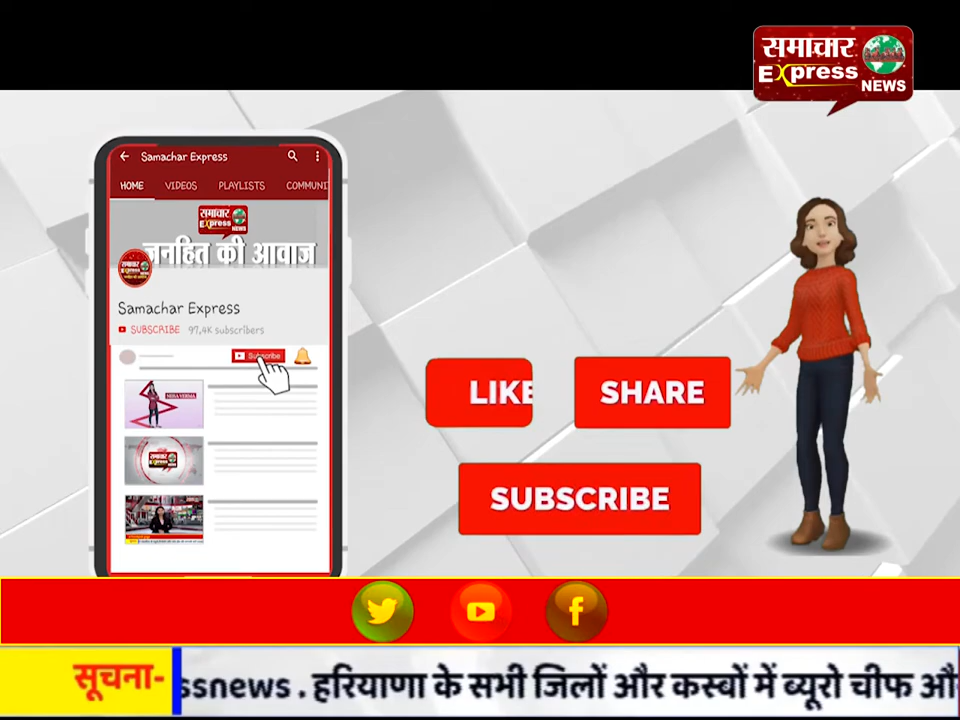 समाचार
Express
NEWS
Samachar Express
HOME VIDEOS PLAYLISTS COMMUNI
समाचार
Express
NEWS
जनहित की आवाज
Samachar Express
SUBSCRIBE 97,4K subscribers
Subscribe
LIKE SHARE
SUBSCRIBE
सूचना- ssnews . हरियाणा के सभी जिलों और कस्बों में ब्यूरो चीफ औ